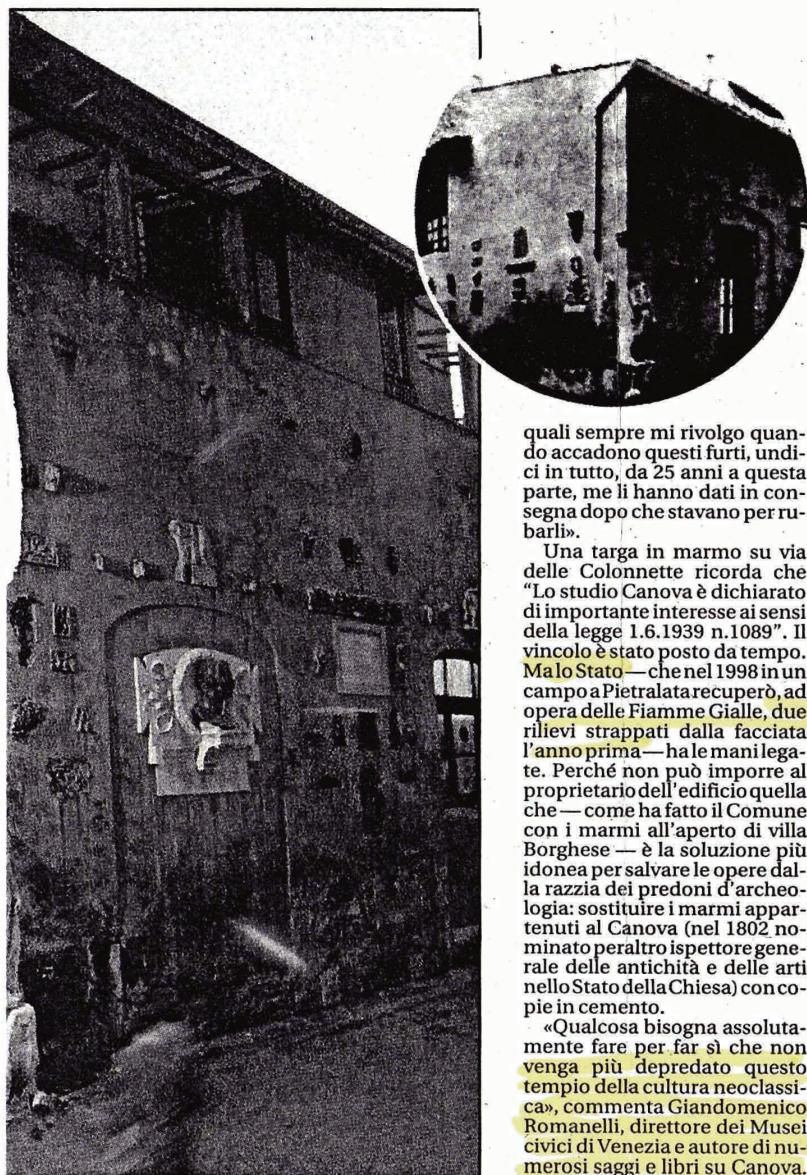 quali sempre mi rivolgo quan-
do accadono questi furti, undi-
ci in tutto, da 25 anni a questa
parte, me li hanno dati in con-
segna dopo che stavano per ru-
barli».
Una targa in marmo su via
delle Colonnette ricorda che
"Lo studio Canova è dichiarato
di importante interesse ai sensi
della legge 1.6.1939 n.1089". Il
vincolo è stato posto da tempo.
Ma lo Stato — che nel 1998 in un
campo a Pietralata recuperò, ad
opera delle Fiamme Gialle, due
rilievi strappati dalla facciata
l'anno prima — ha le mani lega-
te. Perché non può imporre al
proprietario dell'edificio quella
che — come ha fatto il Comune
con i marmi all'aperto di villa
Borghese — è la soluzione più
idonea per salvare le opere dal-
la razzia dei predoni d'archeo-
logia: sostituire i marmi appar-
tenuti al Canova (nel 1802 no-
minato peraltro ispettore gene-
rale delle antichità e delle arti
nello Stato della Chiesa) con co-
pie in cemento.
«Qualcosa bisogna assoluta-
mente fare per far sì che non
venga più depredato questo
tempio della cultura neoclassi-
ca», commenta Giandomenico
Romanelli, direttore dei Musei
civici di Venezia e autore di nu-
merosi saggi e libri su Canova.